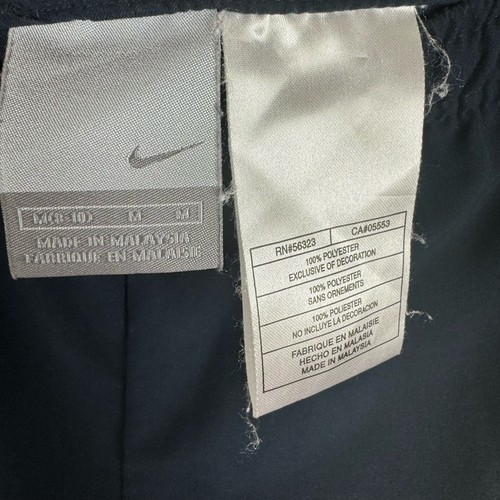 M(8-10) M M
MADE IN MALAYSIA
FABRIQUE EN MALAISIE
RN#56323 CA#05553
100% POLYESTER
EXCLUSIVE OF DECORATION
100% POLYESTER
SANS ORNEMENTS
100% POLIESTER
NO INCLUYE LA DECORACION
FABRIQUE EN MALAISIE
HECHO EN MALASIA
MADE IN MALAYSIA